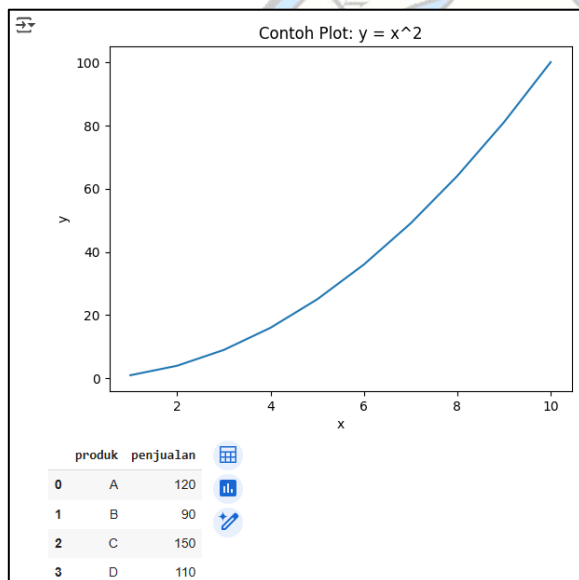 Contoh Plot: y = x^2
100
80
60
40
20
0
y
2 4 6 8 10
x
produk penjualan
0 A 120
1 B 90
2 C 150
3 D 110